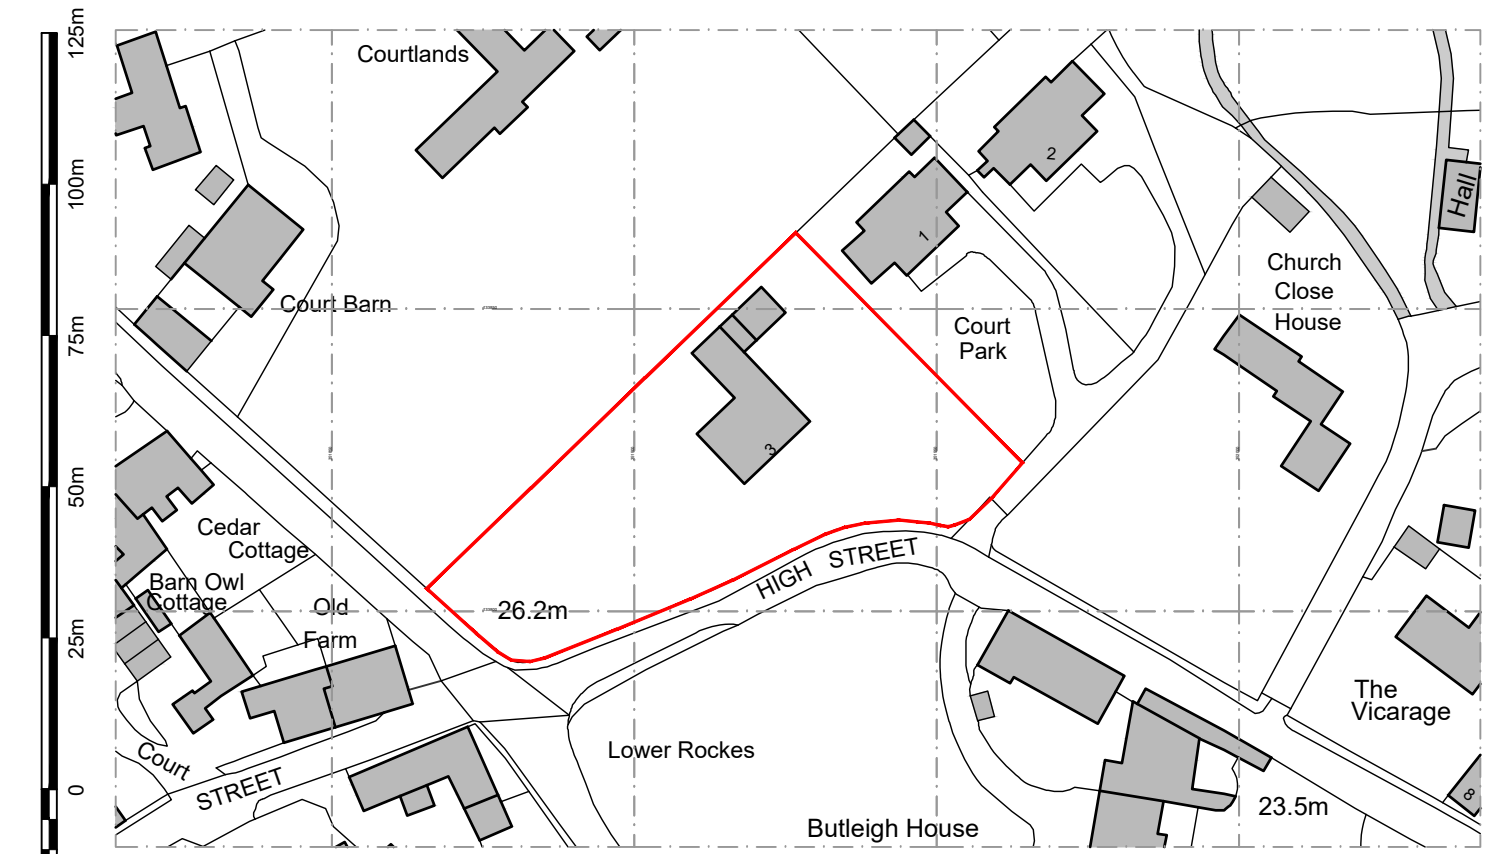 125m
100m
75m
50m
25m
0
Courtlands
2
1
Hall
Church
Close
House
Court Barn
Court
Park
3
Cedar
Cottage
Barn Owl
Cottage
Old
Farm
26.2m
HIGH STREET
The
Vicarage
Court
STREET
Lower Rockes
Butleigh House
23.5m
8